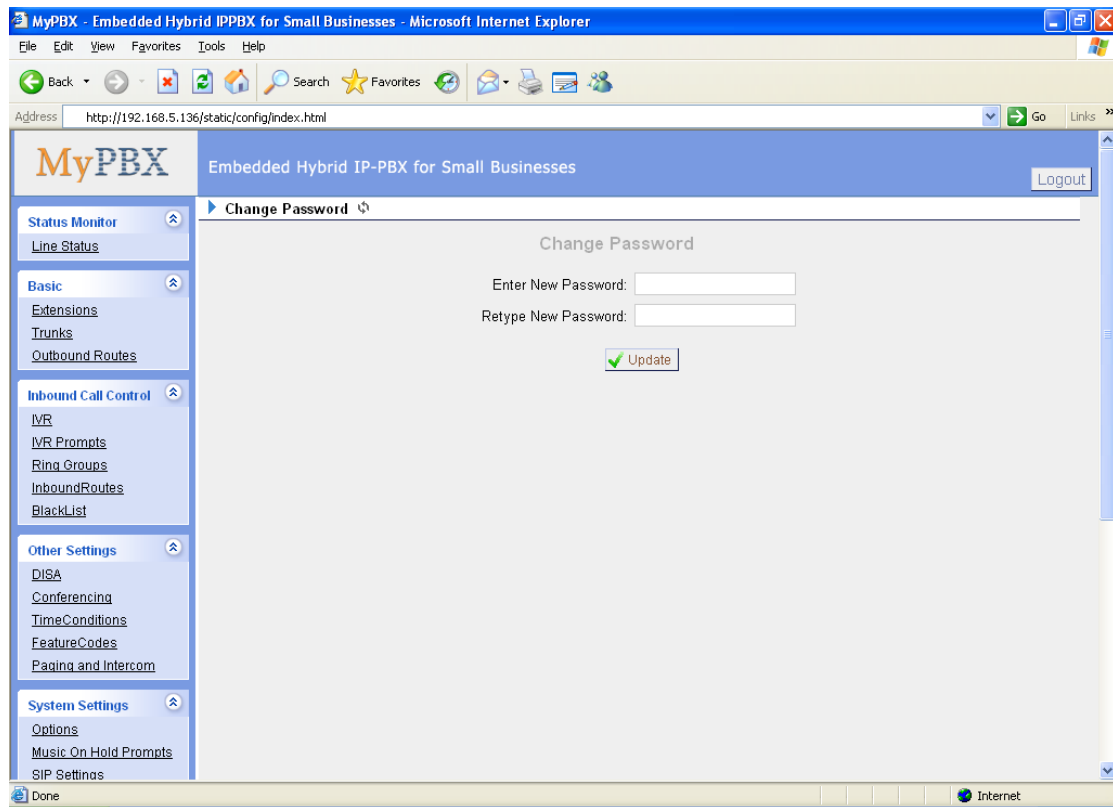 MyPBX - Embedded Hybrid IPPBX for Small Businesses - Microsoft Internet Explorer
File Edit View Favorites Tools Help
Back Search Favorites
Address http://192.168.5.136/static/config/index.html Go Links »
MyPBX
Embedded Hybrid IP-PBX for Small Businesses
Logout
Change Password
Status Monitor
Line Status
Basic
Extensions
Trunks
Outbound Routes
Inbound Call Control
IVR
IVR Prompts
Ring Groups
InboundRoutes
BlackList
Other Settings
DISA
Conferencing
TimeConditions
FeatureCodes
Paging and Intercom
System Settings
Options
Music On Hold Prompts
SIP Settings
Change Password
Enter New Password:
Retype New Password:
Update
Done Internet